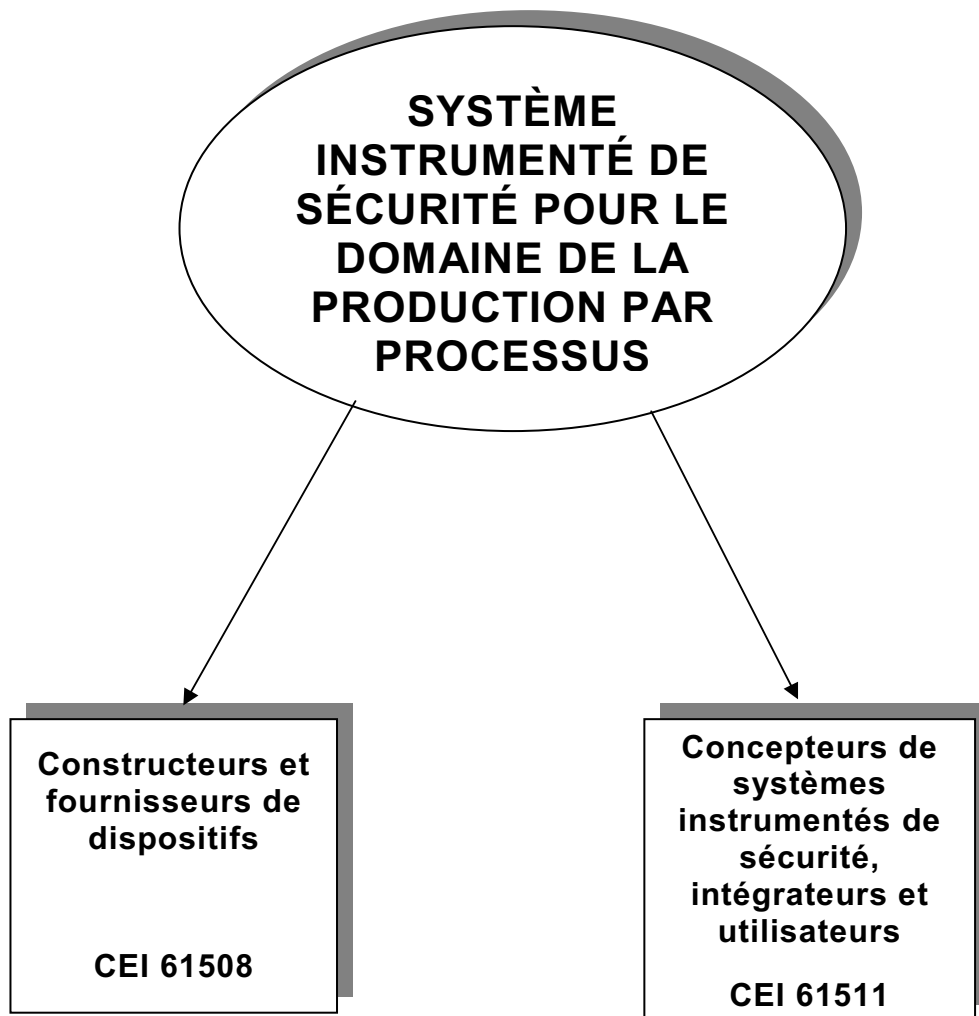 SYSTÈME
INSTRUMENTÉ DE
SÉCURITÉ POUR LE
DOMAINE DE LA
PRODUCTION PAR
PROCESSUS
Constructeurs et
fournisseurs de
dispositifs
CEI 61508
Concepteurs de
systèmes
instrumentés de
sécurité,
intégrateurs et
utilisateurs
CEI 61511